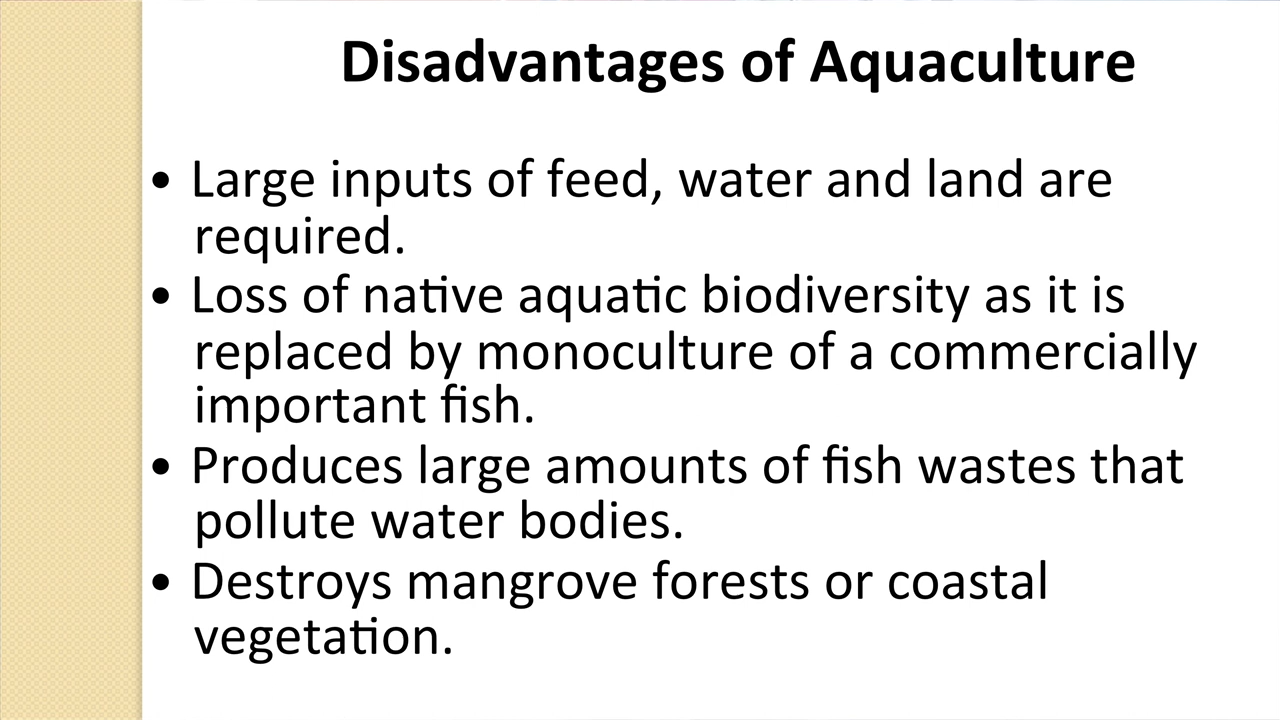 Disadvantages of Aquaculture
• Large inputs of feed, water and land are
required.
• Loss of native aquatic biodiversity as it is
replaced by monoculture of a commercially
important fish.
• Produces large amounts of fish wastes that
pollute water bodies.
• Destroys mangrove forests or coastal
vegetation.